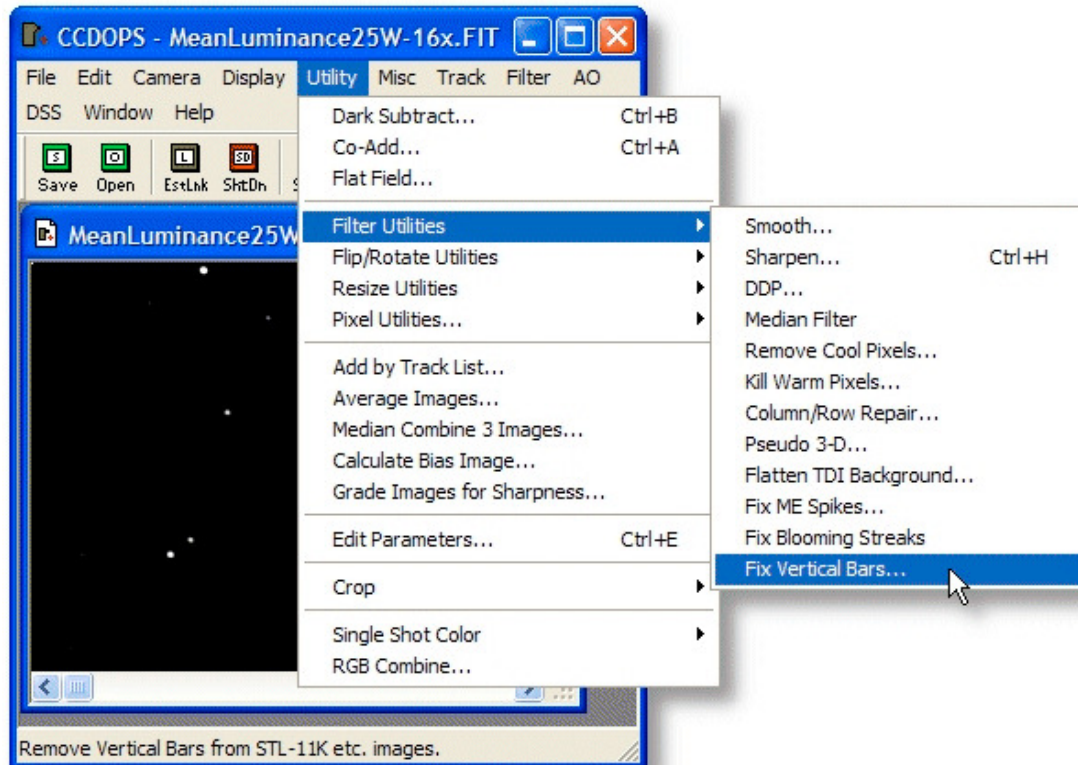 CCDOPS - MeanLuminance25W-16x.FIT
File Edit Camera Display Utility Misc Track Filter AO
DSS Window Help
Save Open EstLnk ShtDn
MeanLuminance25W
Dark Subtract... Ctrl+B
Co-Add... Ctrl+A
Flat Field...
Filter Utilities
Flip/Rotate Utilities
Resize Utilities
Pixel Utilities...
Add by Track List...
Average Images...
Median Combine 3 Images...
Calculate Bias Image...
Grade Images for Sharpness...
Edit Parameters... Ctrl+E
Crop
Single Shot Color
RGB Combine...
Smooth...
Sharpen... Ctrl+H
DDP...
Median Filter
Remove Cool Pixels...
Kill Warm Pixels...
Column/Row Repair...
Pseudo 3-D...
Flatten TDI Background...
Fix ME Spikes...
Fix Blooming Streaks
Fix Vertical Bars...
Remove Vertical Bars from STL-11K etc. images.